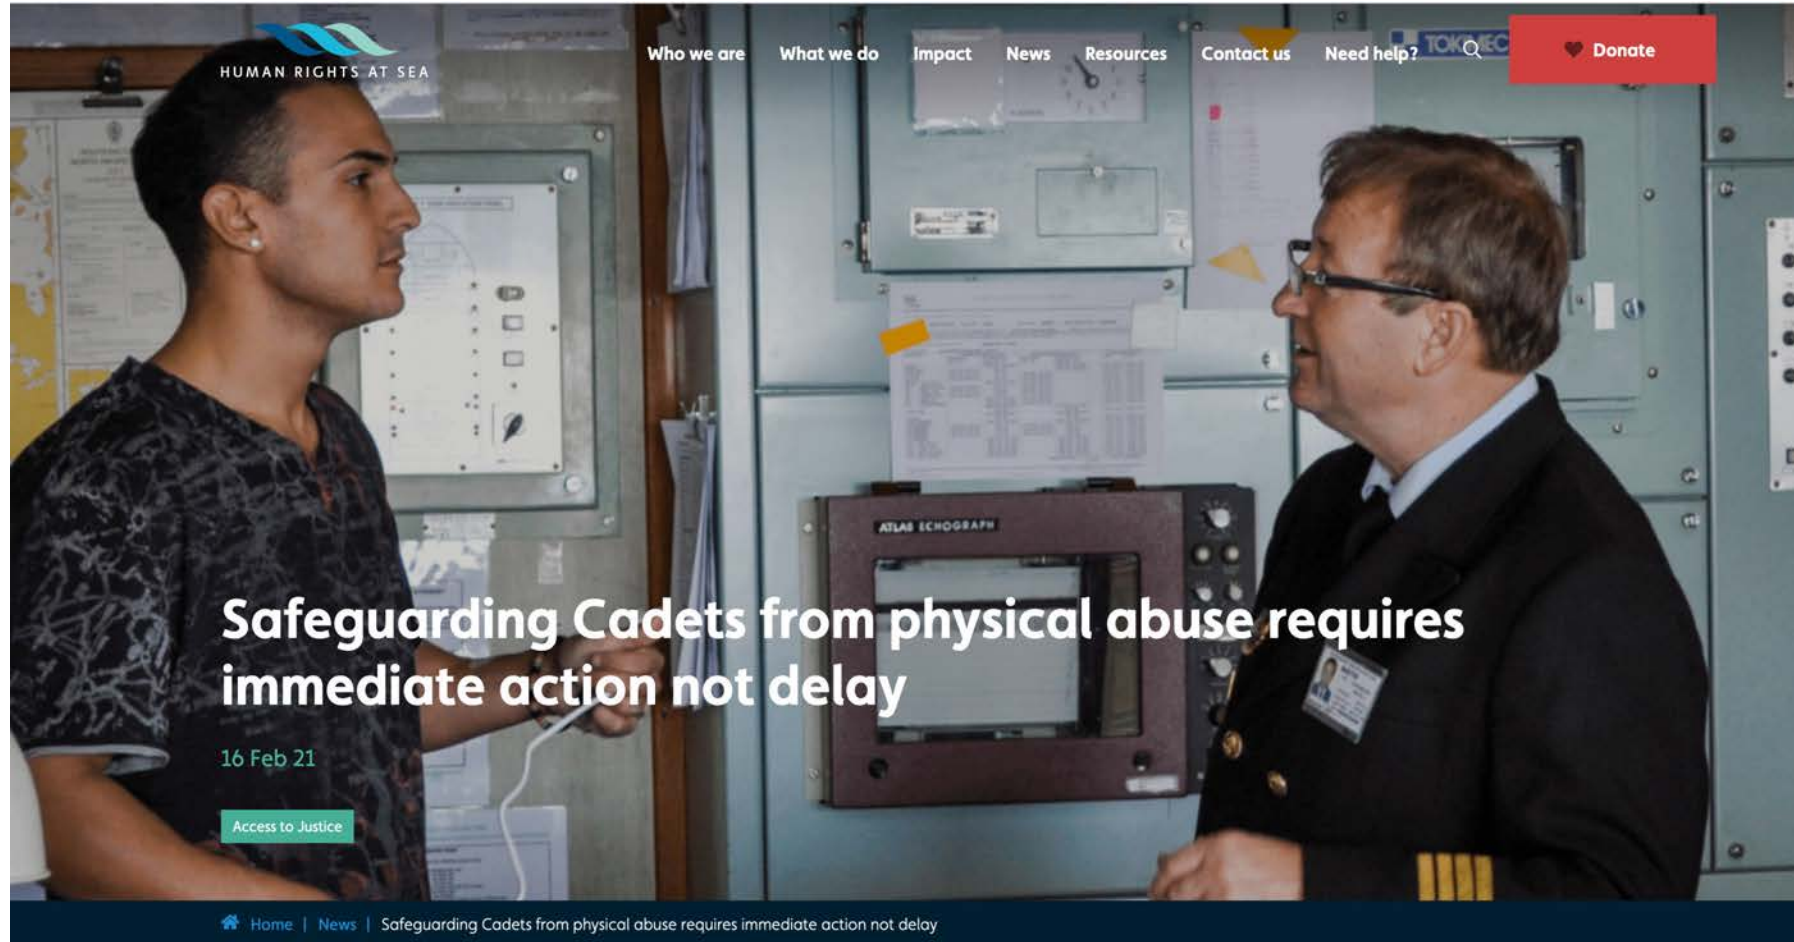 HUMAN RIGHTS AT SEA
Who we are What we do Impact News Resources Contact us Need help? Donate
TOKIMEC
ATLAS ECHOGRAPH
Safeguarding Cadets from physical abuse requires
immediate action not delay
16 Feb 21
Access to Justice
Home | News | Safeguarding Cadets from physical abuse requires immediate action not delay